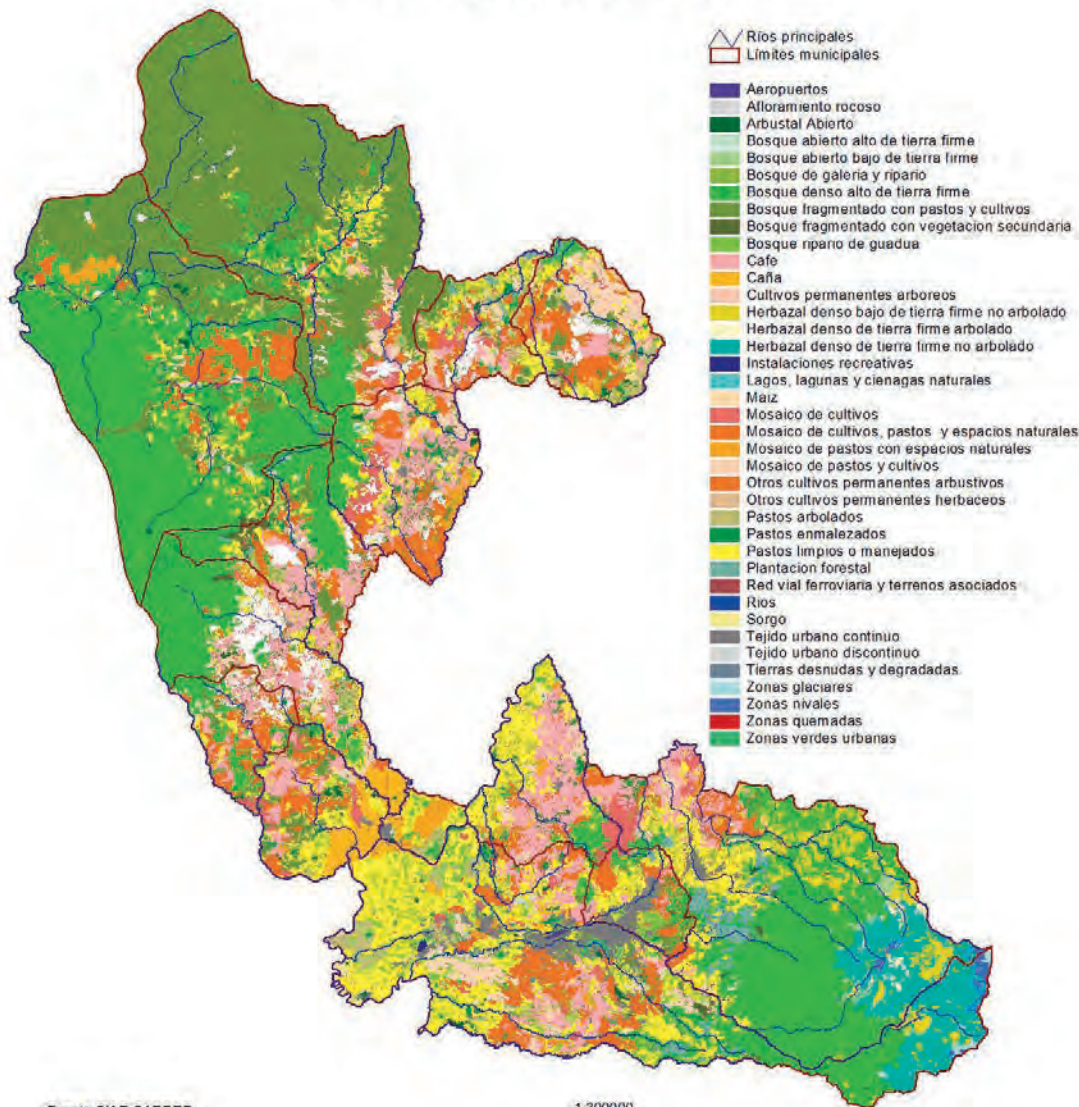 Ríos principales
Límites municipales
Aeropuertos
Afloramiento rocoso
Arbustal Abierto
Bosque abierto alto de tierra firme
Bosque abierto bajo de tierra firme
Bosque de galeria y ripario
Bosque denso alto de tierra firme
Bosque fragmentado con pastos y cultivos
Bosque fragmentado con vegetacion secundaria
Bosque ripario de guadua
Cafe
Caña
Cultivos permanentes arboreos
Herbazal denso bajo de tierra firme no arbolado
Herbazal denso de tierra firme arbolado
Herbazal denso de tierra firme no arbolado
Instalaciones recreativas
Lagos, lagunas y cienagas naturales
Maiz
Mosaico de cultivos
Mosaico de cultivos, pastos y espacios naturales
Mosaico de pastos con espacios naturales
Mosaico de pastos y cultivos
Otros cultivos permanentes arbustivos
Otros cultivos permanentes herbaceos
Pastos arbolados
Pastos enmalezados
Pastos limpios o manejados
Plantacion forestal
Red vial ferroviaria y terrenos asociados
Rios
Sorgo
Tejido urbano continuo
Tejido urbano discontinuo
Tierras desnudas y degradadas
Zonas glaciares
Zonas nivales
Zonas quemadas
Zonas verdes urbanas